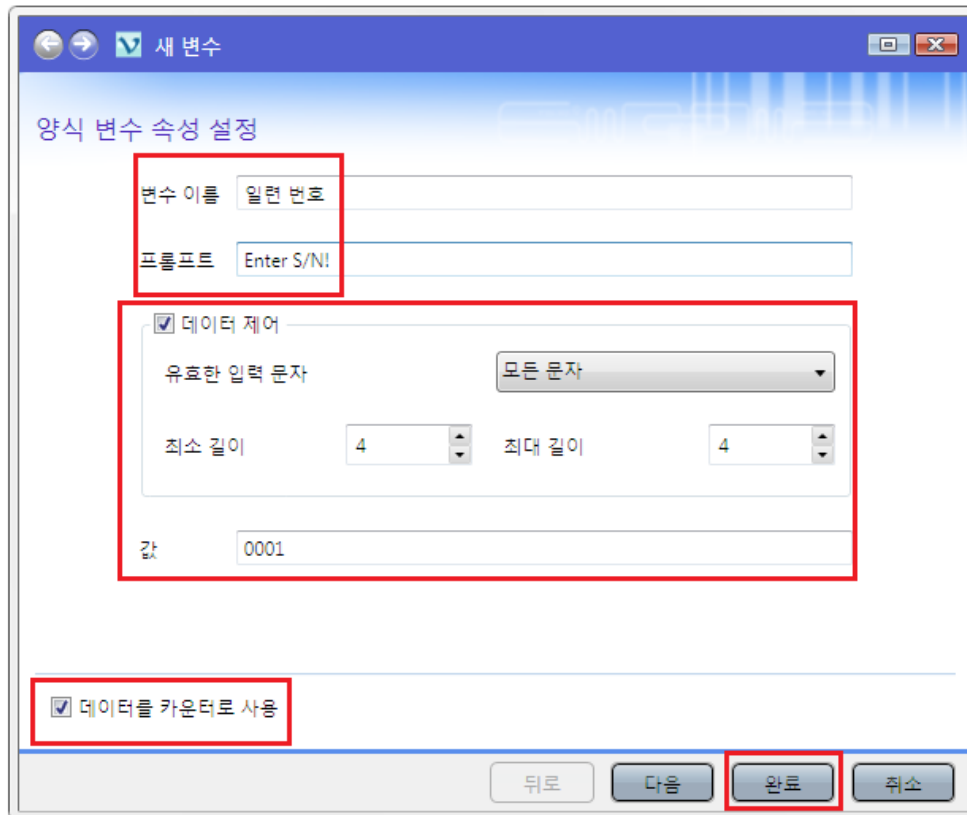 새 변수
양식 변수 속성 설정
변수 이름 일련 번호
프롬프트 Enter S/N!
데이터 제어
유효한 입력 문자 모든 문자
최소 길이 4 최대 길이 4
값 0001
데이터를 카운터로 사용
뒤로 다음 완료 취소